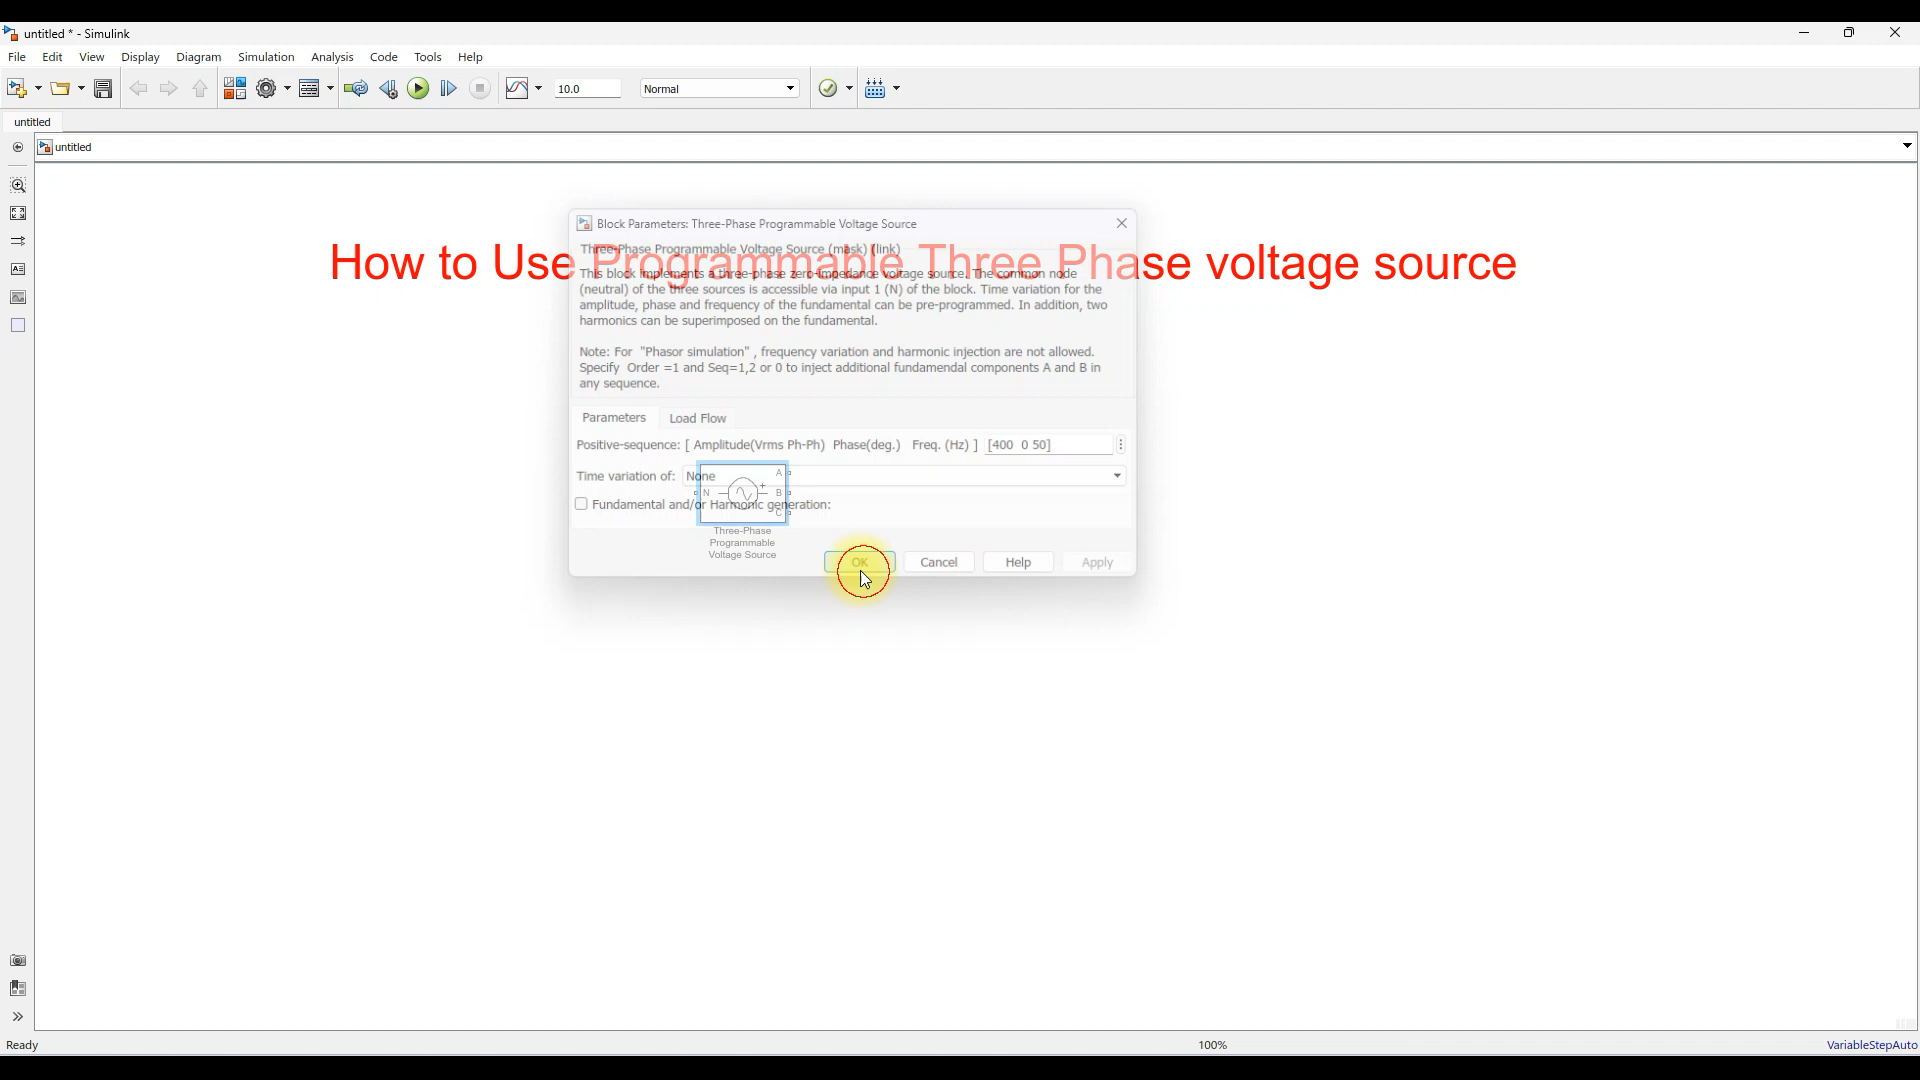 untitled * - Simulink
File Edit View Display Diagram Simulation Analysis Code Tools Help
10.0 Normal
untitled
untitled
How to Use Programmable Three Phase voltage source
Block Parameters: Three-Phase Programmable Voltage Source
Three-Phase Programmable Voltage Source (mask) (link)
This block implements a three-phase zero-impedance voltage source. The common node
(neutral) of the three sources is accessible via input 1 (N) of the block. Time variation for the
amplitude, phase and frequency of the fundamental can be pre-programmed. In addition, two
harmonics can be superimposed on the fundamental.
Note: For "Phasor simulation" , frequency variation and harmonic injection are not allowed.
Specify Order =1 and Seq=1,2 or 0 to inject additional fundamendal components A and B in
any sequence.
Parameters Load Flow
Positive-sequence: [ Amplitude(Vrms Ph-Ph) Phase(deg.) Freq. (Hz) ] [400 0 50]
Time variation of: None
A
N B
C
Fundamental and/or Harmonic generation:
Three-Phase
Programmable
Voltage Source
OK Cancel Help Apply
Ready 100% VariableStepAuto